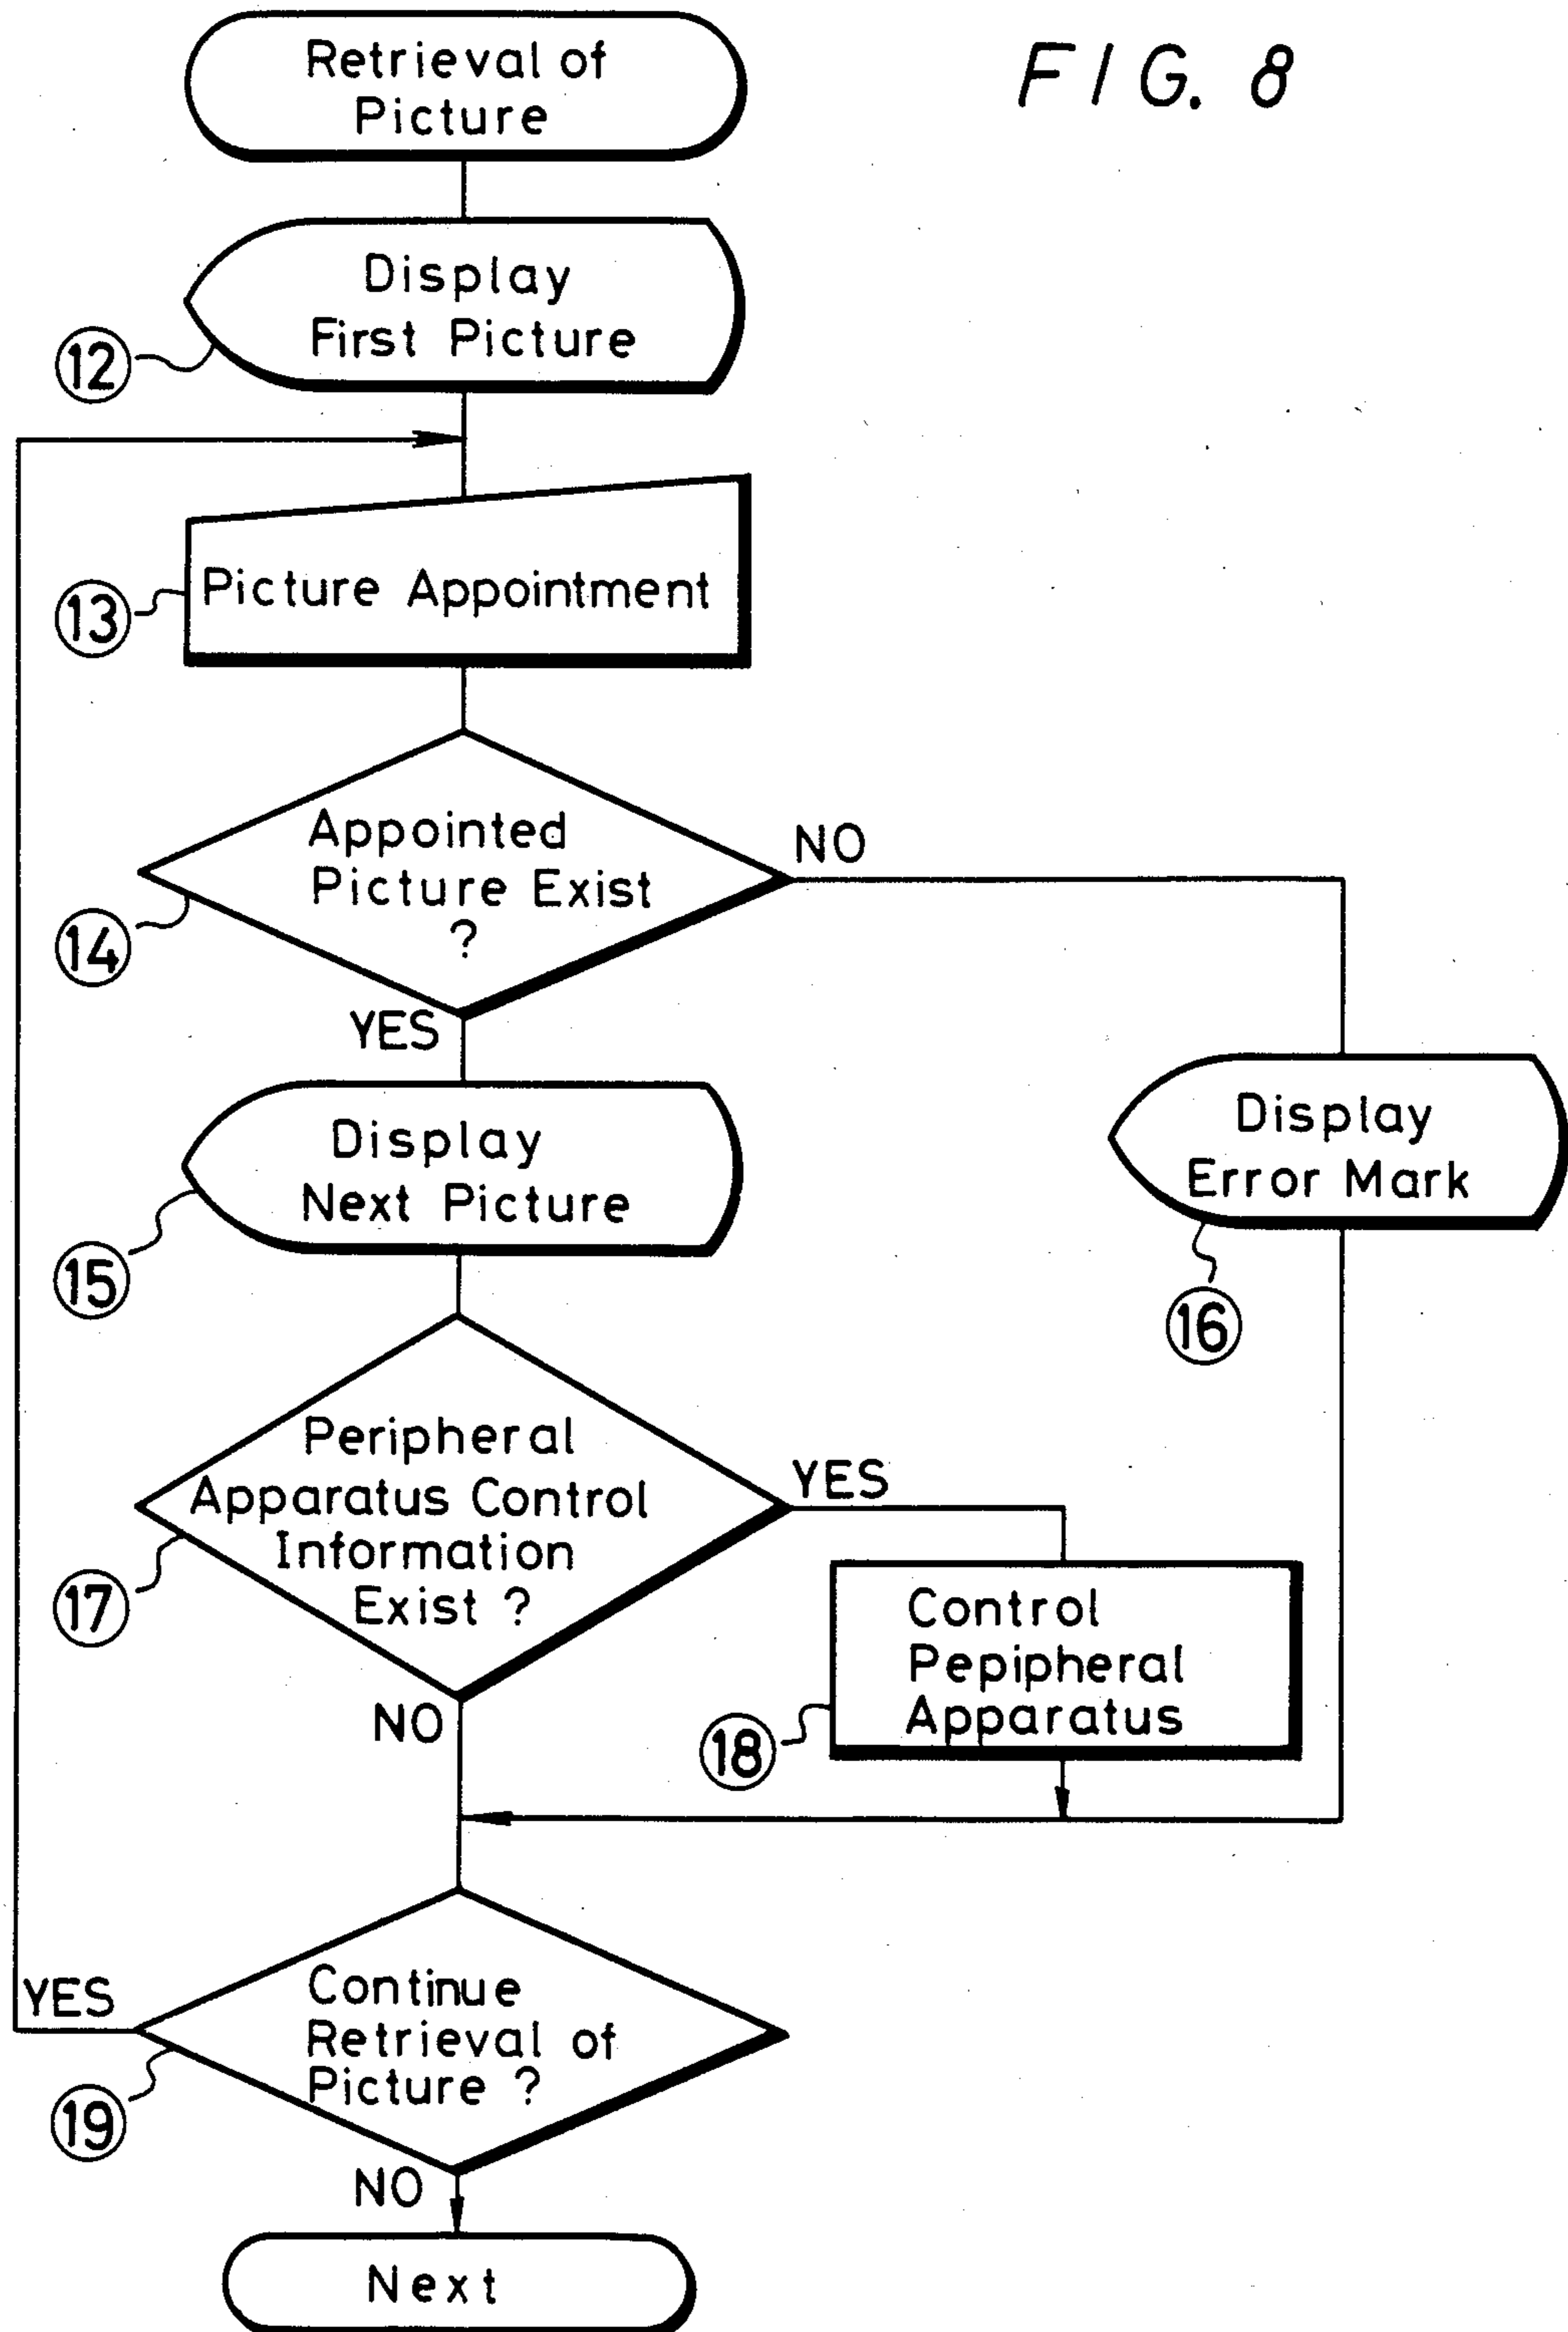 FIG. 8
Retrieval of
Picture
Display
First Picture
12
13
Picture Appointment
14
Appointed
Picture Exist
?
NO
YES
15
Display
Next Picture
16
Display
Error Mark
17
Peripheral
Apparatus Control
Information
Exist ?
YES
NO
18
Control
Pepipheral
Apparatus
19
Continue
Retrieval of
Picture ?
YES
NO
Next